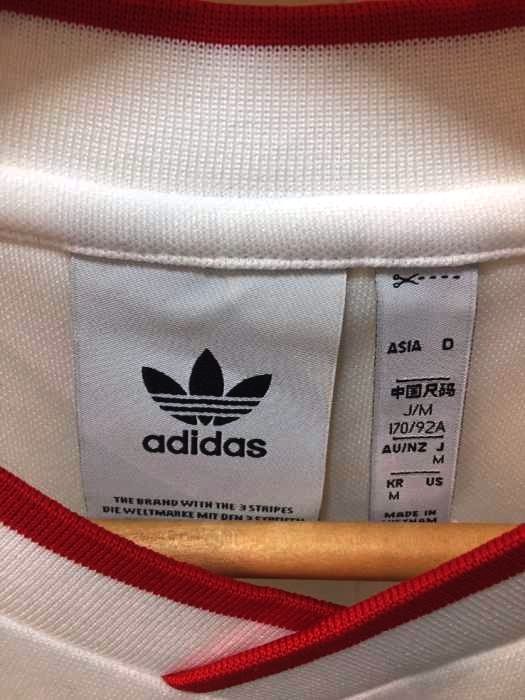 adidas
THE BRAND WITH THE 3 STRIPES
DIE WELTMARKE MIT DEN 3 STREIFEN
ASIA D
中国尺码
J/M
170/92A
AU/NZ J
M
KR US
M
MADE IN
VIETNAM